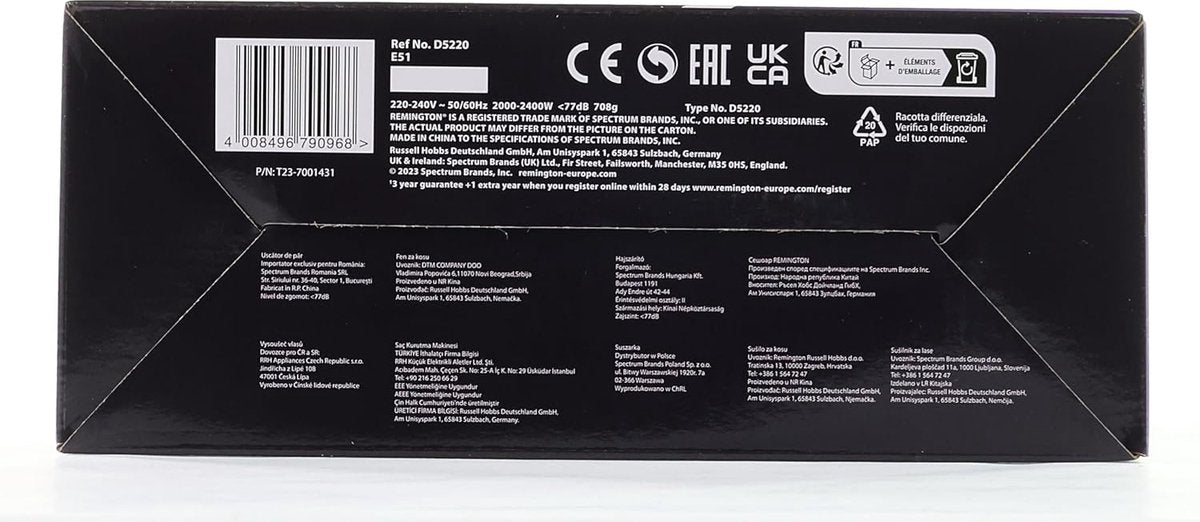 4 008496 790968 >
P/N: T23-7001431
Ref No. D5220
E51
CE
EAC
UK
CA
FR
+
ÉLÉMENTS
D'EMBALLAGE
220-240V ~ 50/60Hz 2000-2400W <77dB 708g Type No. D5220
REMINGTON® IS A REGISTERED TRADE MARK OF SPECTRUM BRANDS, INC., OR ONE OF ITS SUBSIDIARIES.
THE ACTUAL PRODUCT MAY DIFFER FROM THE PICTURE ON THE CARTON.
MADE IN CHINA TO THE SPECIFICATIONS OF SPECTRUM BRANDS, INC.
Russell Hobbs Deutschland GmbH, Am Unisyspark 1, 65843 Sulzbach, Germany
UK & Ireland: Spectrum Brands (UK) Ltd., Fir Street, Failsworth, Manchester, M35 0HS, England.
© 2023 Spectrum Brands, Inc. remington-europe.com
¹3 year guarantee +1 extra year when you register online within 28 days www.remington-europe.com/register
20
PAP
Racotta differenziala.
Verifica le dispozioni
del tuo comune.
Uscător de păr
Importator exclusiv pentru România:
Spectrum Brands Romania SRL
Str. Siriului nr. 36-40, Sector 1, Bucureşti
Fabricat în R.P. China
Nivel de zgomot: <77dB
Fen za kosu
Uvoznik: DTM COMPANY DOO
Vladimira Popovića 6,11070 Novi Beograd,Srbija
Proizvedeno u NR Kina
Proizvođač: Russell Hobbs Deutschland GmbH,
Am Unisyspark 1, 65843 Sulzbach, Nemačka.
Hajszárító
Forgalmazó:
Spectrum Brands Hungaria Kft.
Budapest 1191
Ady Endre út 42-44
Érintésvédelmi osztály: II
Származási hely: Kínai Népköztársaság
Zajszint: <77dB
Сешоар REMINGTON
Произведен според спецификациите на Spectrum Brands Inc.
Произход: Народна република Китай
Вносител: Ръсел Хобс Дойчланд ГмбХ,
Ам Унисиспарк 1, 65843 Зулцбах, Германия
Vysoušeč vlasů
Dovozce pro ČR a SR:
RRH Appliances Czech Republic s.r.o.
Jindřicha z Lipé 108
47001 Česká Lípa
Vyrobeno v Čínské lidové republice
Saç Kurutma Makinesi
TÜRKİYE İthalatçı Firma Bilgisi
RRH Küçük Elektrikli Aletler Ltd. Şti.
Acıbadem Mah, Çeçen Sk. No: 25-A İç K. No: 29 Üsküdar İstanbul
Tel: +90 216 250 66 29
EEE Yönetmeliğine Uygundur
AEEE Yönetmeliğine Uygundur
Çin Halk Cumhuriyeti'nde üretilmiştir
ÜRETİCİ FİRMA BİLGİSİ: Russell Hobbs Deutschland GmbH,
Am Unisyspark 1, 65843 Sulzbach, Germany.
Suszarka
Dystrybutor w Polsce
Spectrum Brands Poland Sp. z o.o.
ul. Bitwy Warszawskiej 1920r. 7a
02-366 Warszawa
Wyprodukowano w ChRL
Sušilo za kosu
Uvoznik: Remington Russell Hobbs d.o.o.
Tratinska 13, 10000 Zagreb, Hrvatska
Tel: +386 1 564 72 47
Proizvedeno u NR Kina
Proizvođač: Russell Hobbs Deutschland GmbH,
Am Unisyspark 1, 65843 Sulzbach, Njemačka.
Sušilnik za lase
Uvoznik: Spectrum Brands Group d.o.o.
Kardeljeva ploščad 11a, 1000 Ljubljana, Slovenija
Tel: +386 1 564 72 47
Izdelano v LR Kitajska
Proizvajalec: Russell Hobbs Deutschland GmbH,
Am Unisyspark 1, 65843 Sulzbach, Nemčija.